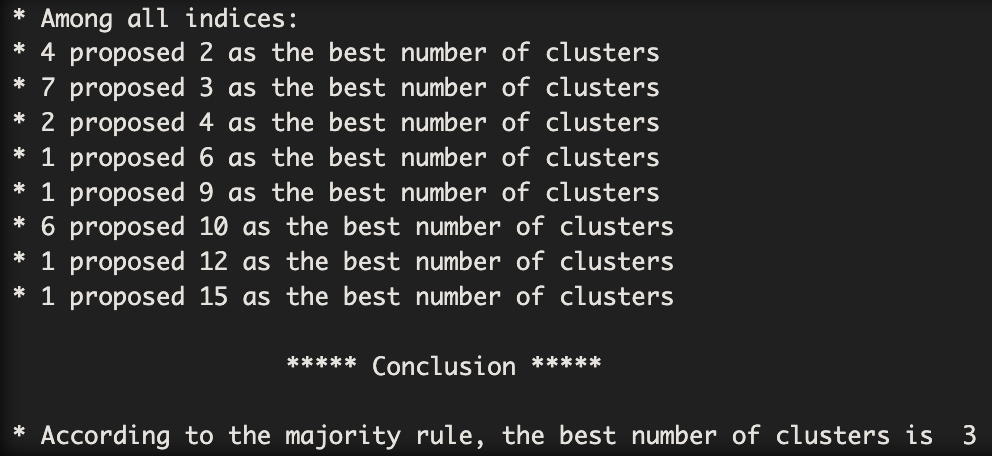 * Among all indices:
* 4 proposed 2 as the best number of clusters
* 7 proposed 3 as the best number of clusters
* 2 proposed 4 as the best number of clusters
* 1 proposed 6 as the best number of clusters
* 1 proposed 9 as the best number of clusters
* 6 proposed 10 as the best number of clusters
* 1 proposed 12 as the best number of clusters
* 1 proposed 15 as the best number of clusters
***** Conclusion *****
* According to the majority rule, the best number of clusters is  3